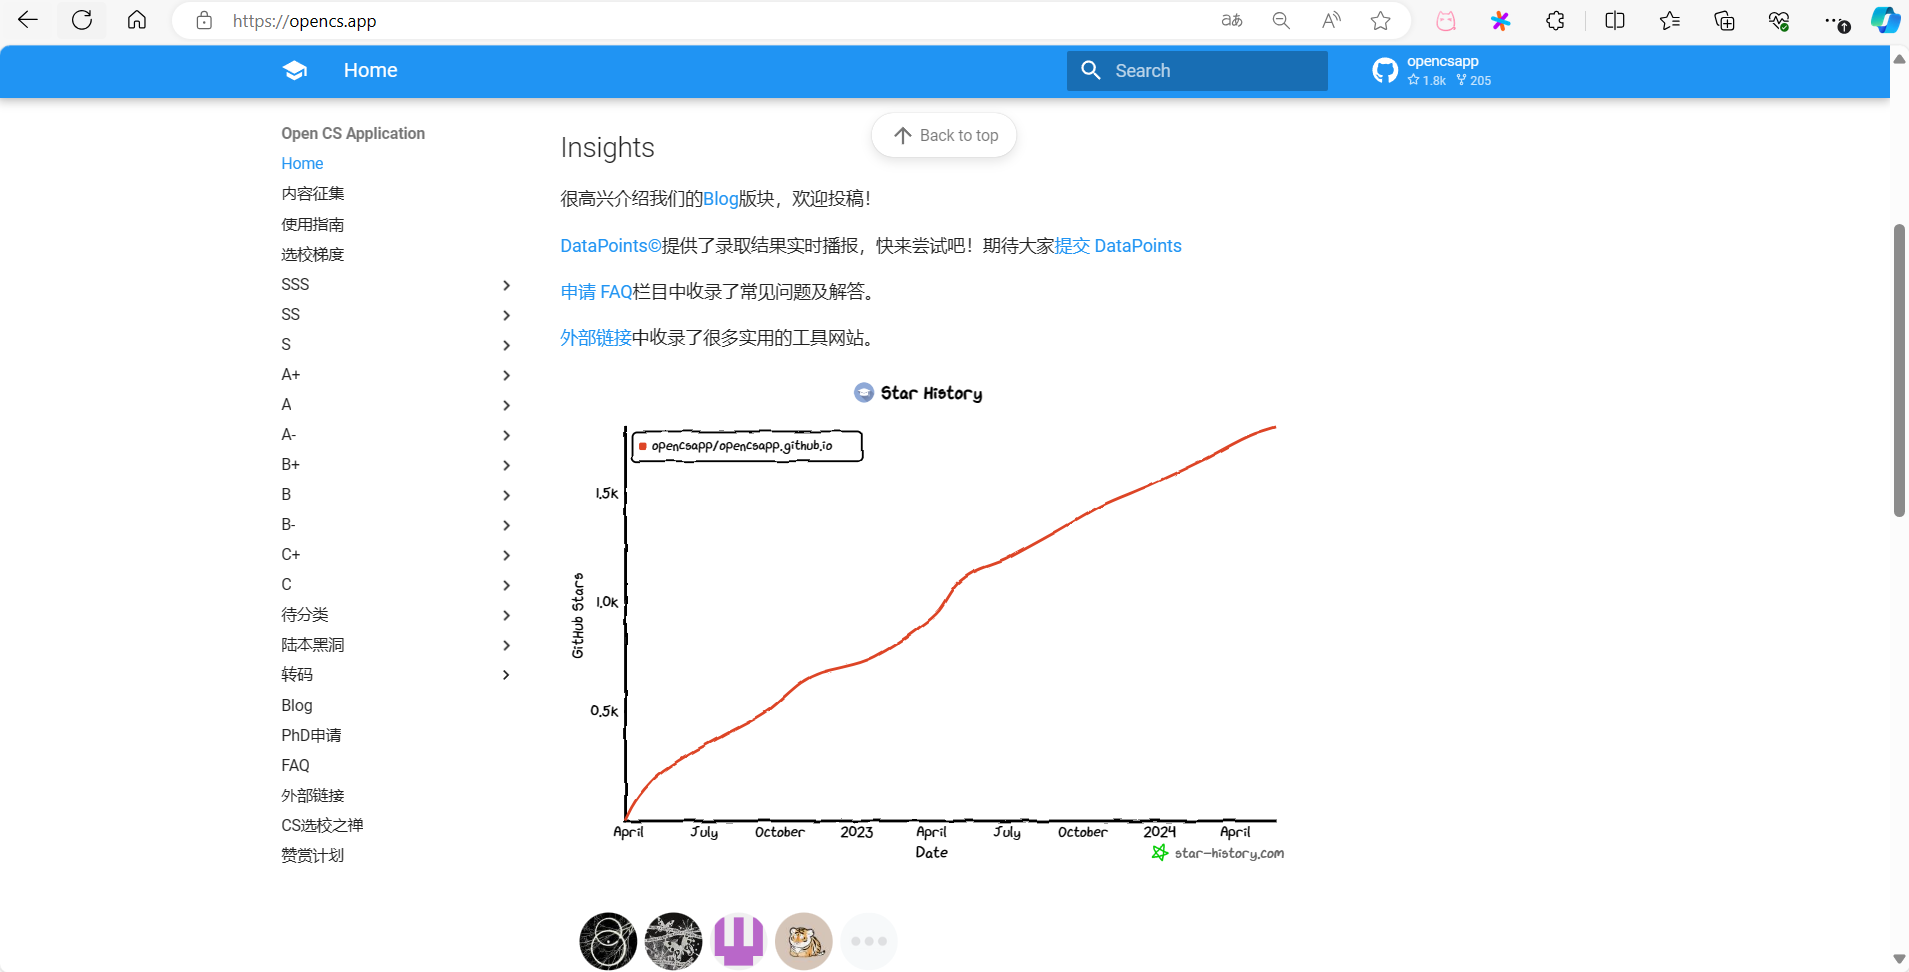 https://opencs.app
Home
Search
opencsapp
1.8k 205
Open CS Application
Home
内容征集
使用指南
选校梯度
SSS
SS
S
A+
A
A-
B+
B
B-
C+
C
待分类
陆本黑洞
转码
Blog
PhD申请
FAQ
外部链接
CS选校之禅
赞赏计划
Back to top
Insights
很高兴介绍我们的Blog版块，欢迎投稿！
DataPoints©提供了录取结果实时播报，快来尝试吧！期待大家提交 DataPoints
申请 FAQ栏目中收录了常见问题及解答。
外部链接中收录了很多实用的工具网站。
Star History
opencsapp/opencsapp.github.io
1.5k
1.0k
0.5k
GitHub Stars
April July October 2023 April July October 2024 April
Date
star-history.com